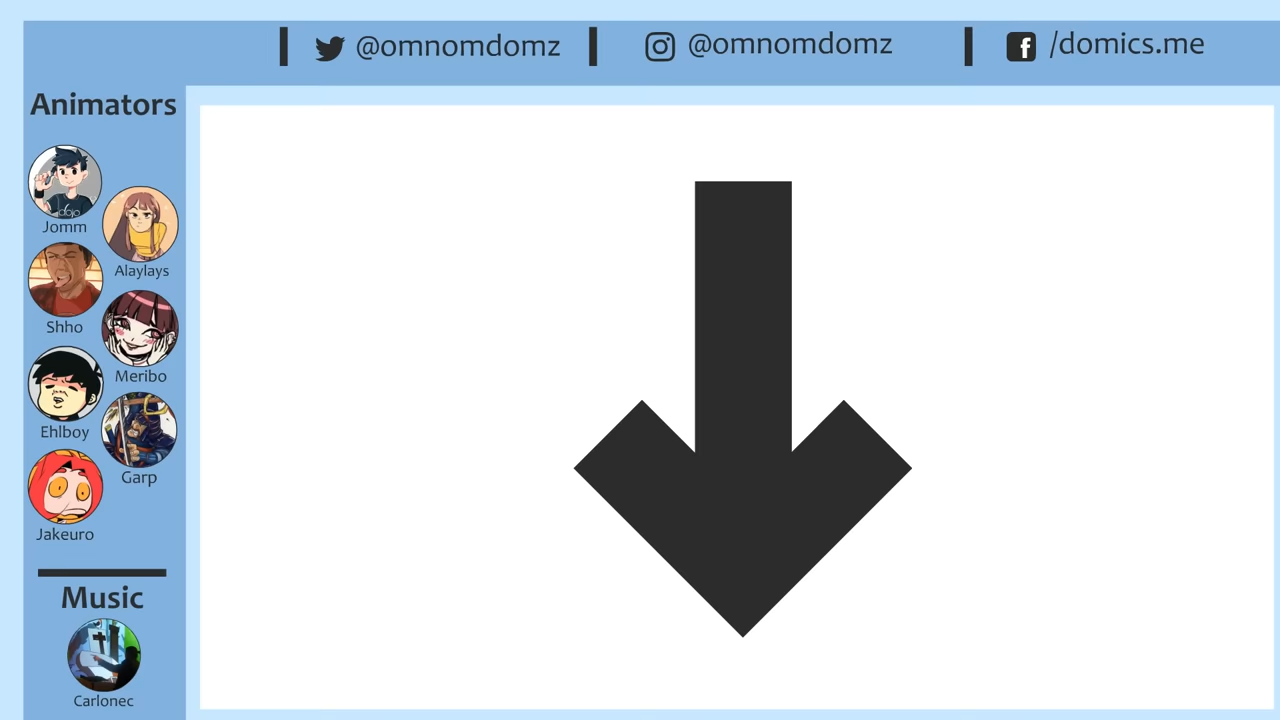 @omnomdomz
@omnomdomz
/domics.me
Animators
Jomm
Alaylays
Shho
Meribo
Ehlboy
Garp
Jakeuro
Music
Carlonec